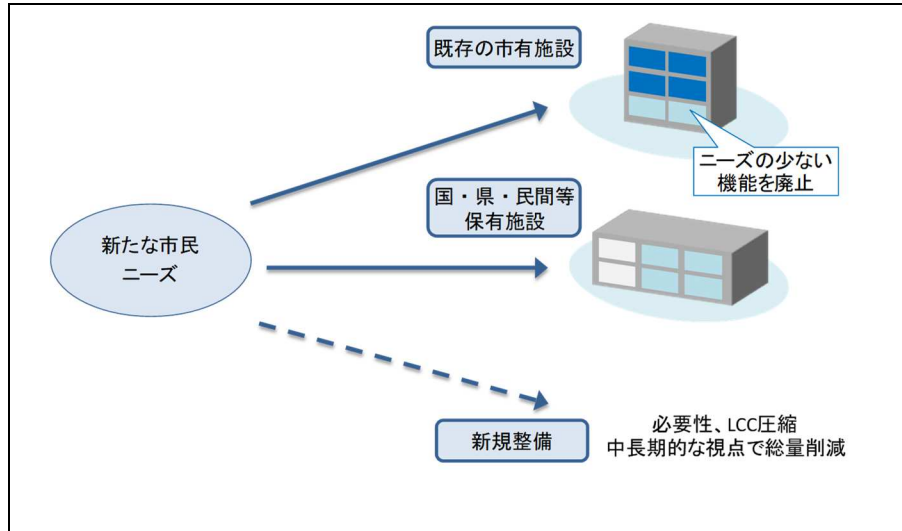 既存の市有施設
ニーズの少ない
機能を廃止
国・県・民間等
保有施設
新たな市民
ニーズ
新規整備
必要性、LCC圧縮
中長期的な視点で総量削減